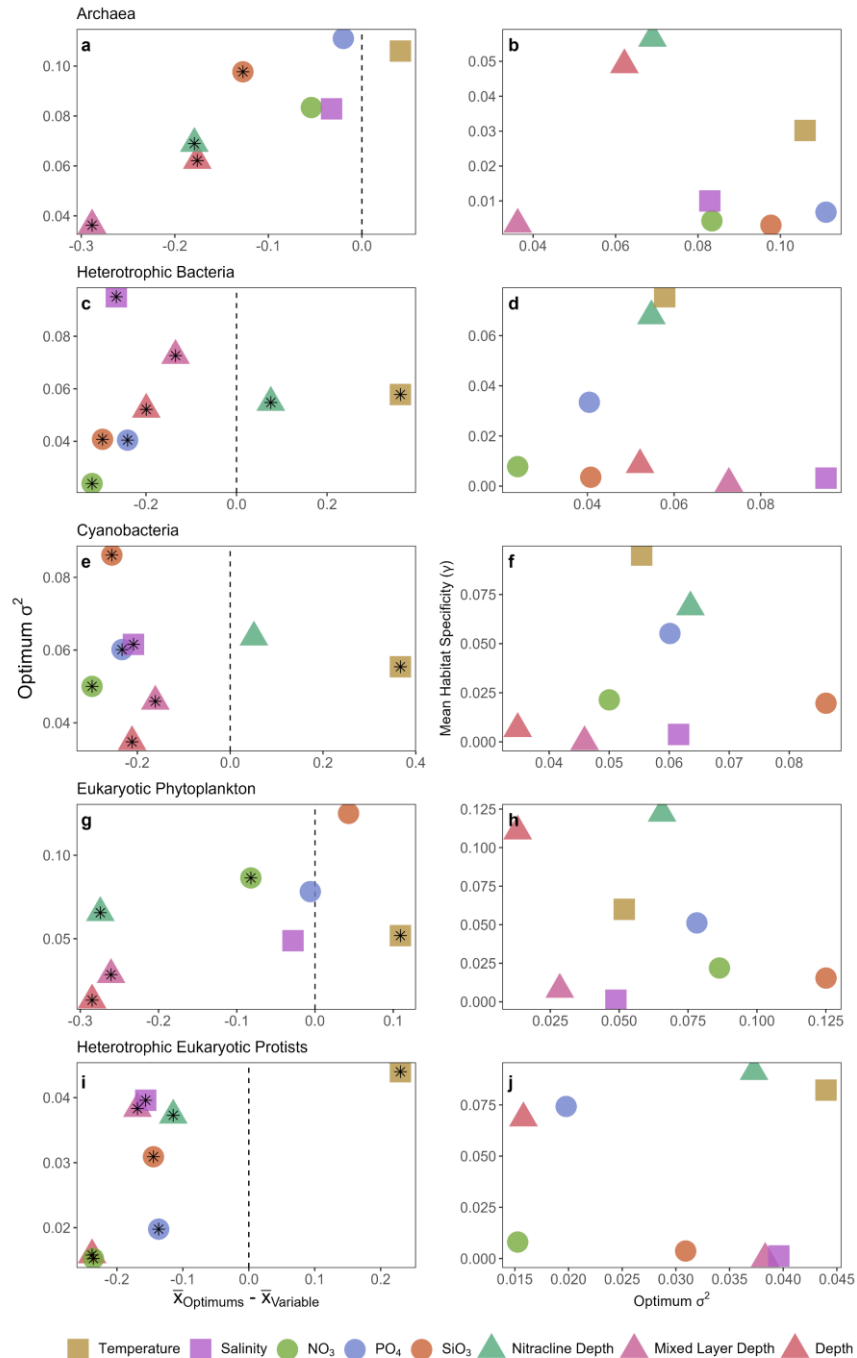 Archaea
a
b
0.10
0.08
0.06
0.04
-0.3 -0.2 -0.1 0.0
0.05
0.04
0.03
0.02
0.01
0.04 0.06 0.08 0.10
Heterotrophic Bacteria
c
d
0.08
0.06
0.04
-0.2 0.0 0.2
0.06
0.04
0.02
0.00
0.04 0.06 0.08
Cyanobacteria
e
f
Optimum σ²
0.08
0.06
0.04
-0.2 0.0 0.2 0.4
Mean Habitat Specificity (γ)
0.075
0.050
0.025
0.000
0.04 0.05 0.06 0.07 0.08
Eukaryotic Phytoplankton
g
h
0.10
0.05
-0.3 -0.2 -0.1 0.0 0.1
0.125
0.100
0.075
0.050
0.025
0.000
0.025 0.050 0.075 0.100 0.125
Heterotrophic Eukaryotic Protists
i
j
0.04
0.03
0.02
-0.2 -0.1 0.0 0.1 0.2
0.075
0.050
0.025
0.000
0.015 0.020 0.025 0.030 0.035 0.040 0.045
x̅Optimums - x̅Variable
Optimum σ²
Temperature Salinity NO₃ PO₄ SiO₃ Nitracline Depth Mixed Layer Depth Depth